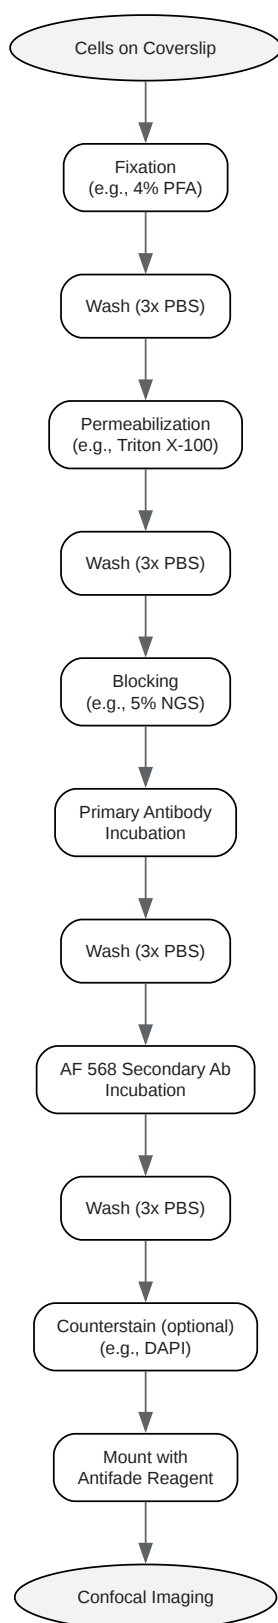 Cells on Coverslip
Fixation
(e.g., 4% PFA)
Wash (3x PBS)
Permeabilization
(e.g., Triton X-100)
Wash (3x PBS)
Blocking
(e.g., 5% NGS)
Primary Antibody
Incubation
Wash (3x PBS)
AF 568 Secondary Ab
Incubation
Wash (3x PBS)
Counterstain (optional)
(e.g., DAPI)
Mount with
Antifade Reagent
Confocal Imaging